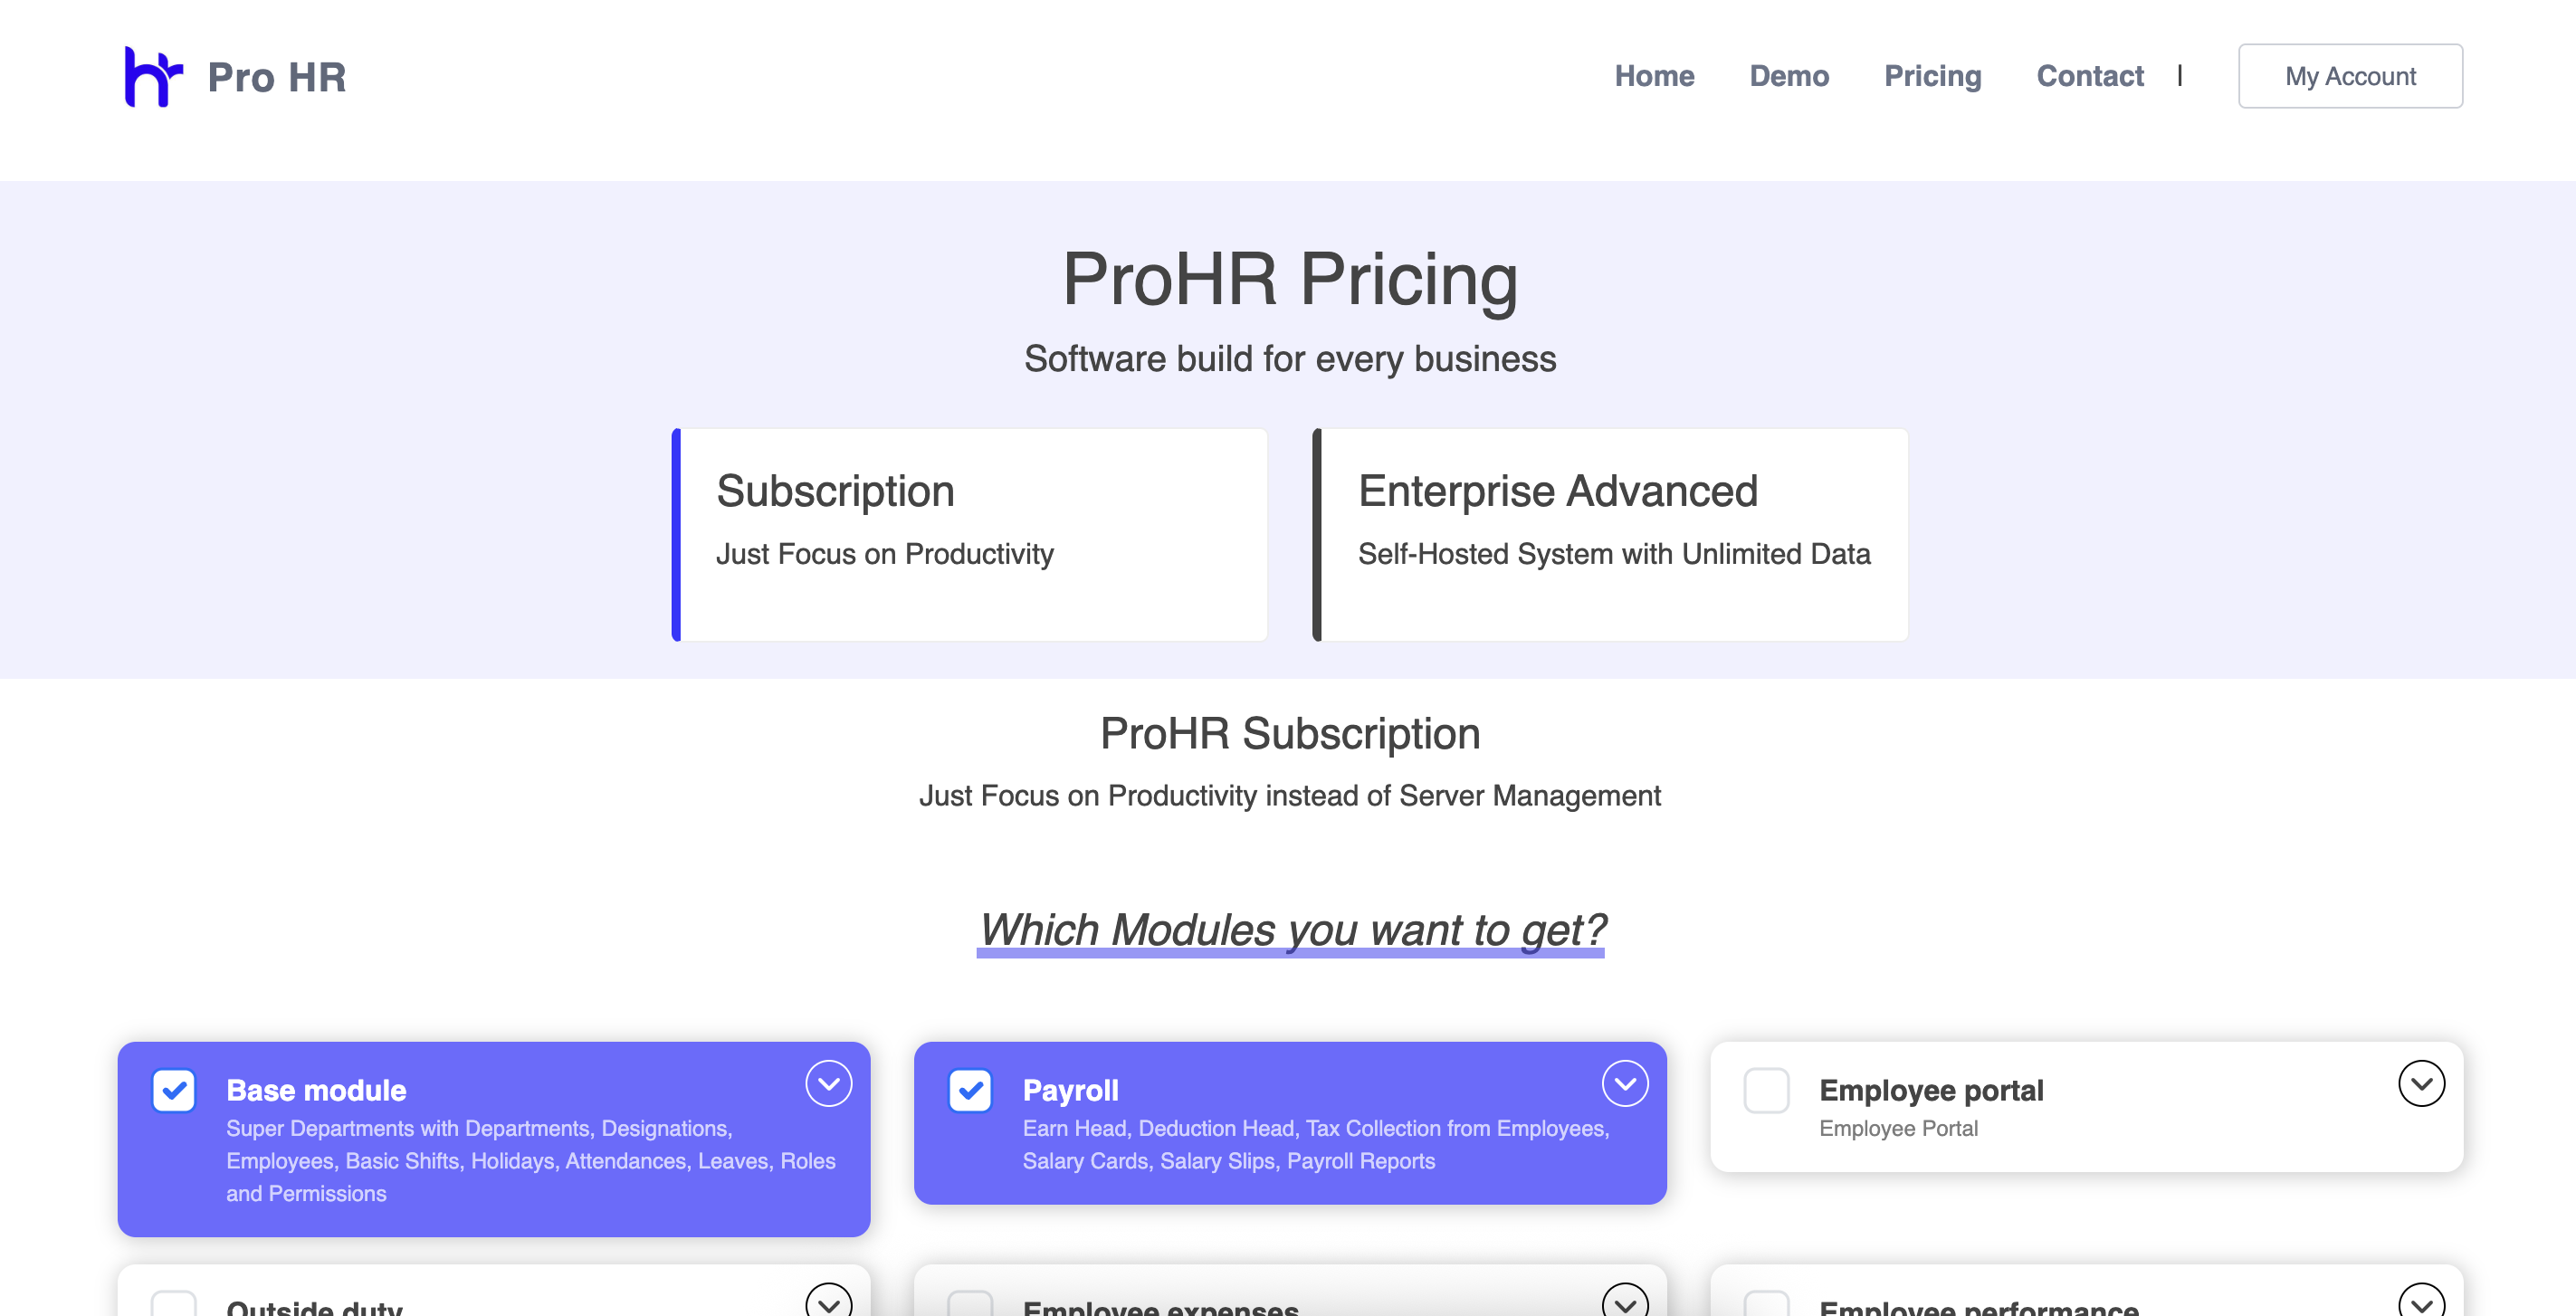 hr Pro HR
Home Demo Pricing Contact | My Account
ProHR Pricing
Software build for every business
Subscription
Just Focus on Productivity
Enterprise Advanced
Self-Hosted System with Unlimited Data
ProHR Subscription
Just Focus on Productivity instead of Server Management
Which Modules you want to get?
Base module
Super Departments with Departments, Designations,
Employees, Basic Shifts, Holidays, Attendances, Leaves, Roles
and Permissions
Payroll
Earn Head, Deduction Head, Tax Collection from Employees,
Salary Cards, Salary Slips, Payroll Reports
Employee portal
Employee Portal
Outside duty
Employee expenses
Employee performance